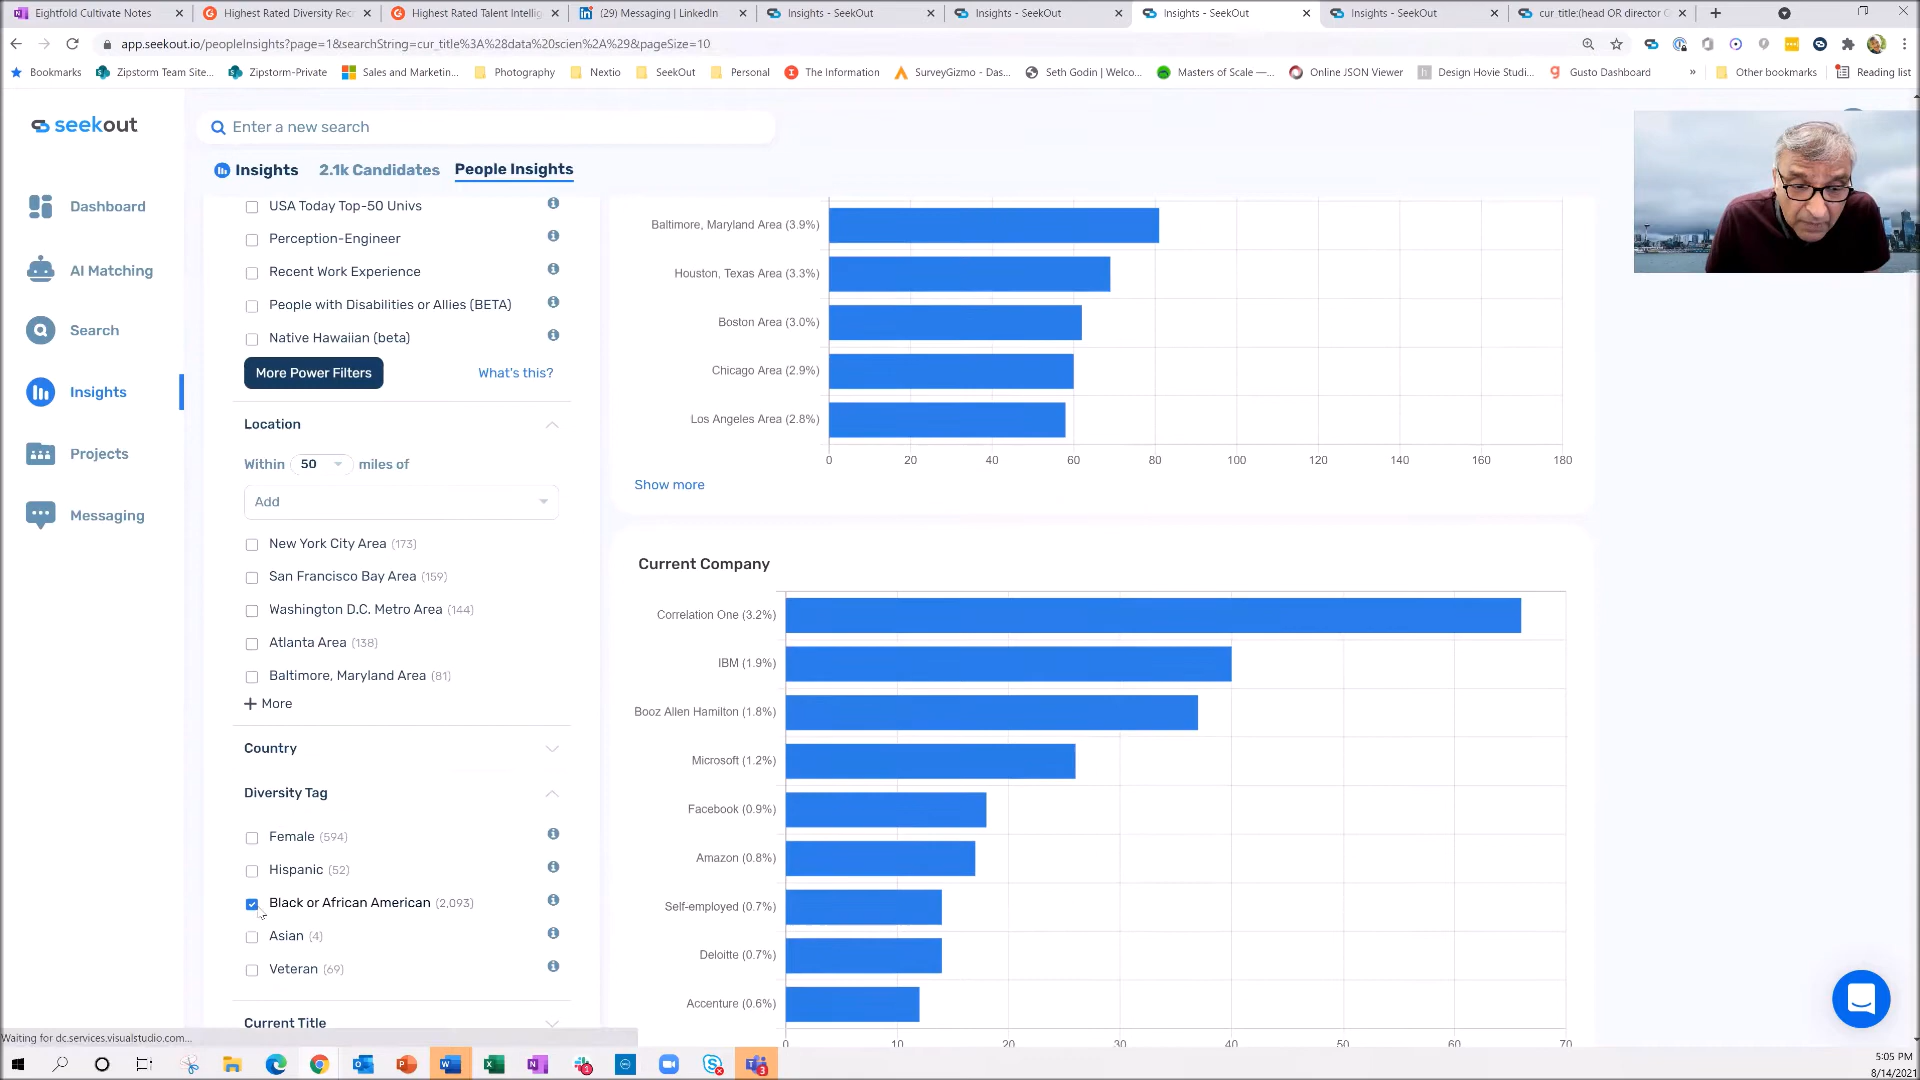 Eightfold Cultivate Notes
Highest Rated Diversity Rec
Highest Rated Talent Intellig
(29) Messaging | LinkedIn
Insights - SeekOut
Insights - SeekOut
Insights - SeekOut
Insights - SeekOut
cur_title:(head OR director
app.seekout.io/peopleInsights?page=1&searchString=cur_title%3A%28data%20scien%2A%29&pageSize=10
Bookmarks
Zipstorm Team Site...
Zipstorm-Private
Sales and Marketin...
Photography
Nextio
SeekOut
Personal
The Information
SurveyGizmo - Das...
Seth Godin | Welco...
Masters of Scale —...
Online JSON Viewer
Design Hovie Studi...
Gusto Dashboard
»
Other bookmarks
Reading list
seekout
Enter a new search
Insights
2.1k Candidates
People Insights
Dashboard
AI Matching
Search
Insights
Projects
Messaging
USA Today Top-50 Univs
Perception-Engineer
Recent Work Experience
People with Disabilities or Allies (BETA)
Native Hawaiian (beta)
More Power Filters
What's this?
Location
Within 50 miles of
Add
New York City Area (173)
San Francisco Bay Area (159)
Washington D.C. Metro Area (144)
Atlanta Area (138)
Baltimore, Maryland Area (81)
+ More
Country
Diversity Tag
Female (594)
Hispanic (52)
Black or African American (2,093)
Asian (4)
Veteran (69)
Current Title
Baltimore, Maryland Area (3.9%)
Houston, Texas Area (3.3%)
Boston Area (3.0%)
Chicago Area (2.9%)
Los Angeles Area (2.8%)
0 20 40 60 80 100 120 140 160 180
Show more
Current Company
Correlation One (3.2%)
IBM (1.9%)
Booz Allen Hamilton (1.8%)
Microsoft (1.2%)
Facebook (0.9%)
Amazon (0.8%)
Self-employed (0.7%)
Deloitte (0.7%)
Accenture (0.6%)
0 10 20 30 40 50 60 70
Waiting for dc.services.visualstudio.com...
5:05 PM
8/14/2021